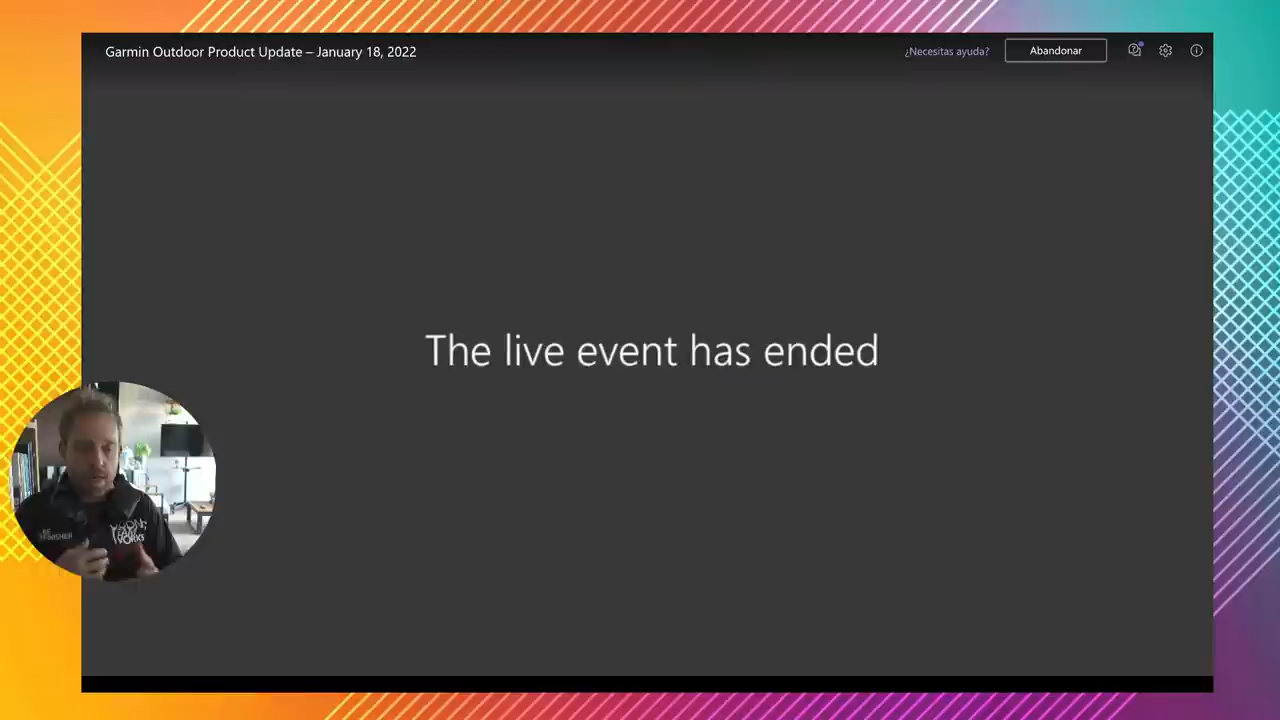 Garmin Outdoor Product Update – January 18, 2022
¿Necesitas ayuda?
Abandonar
The live event has ended